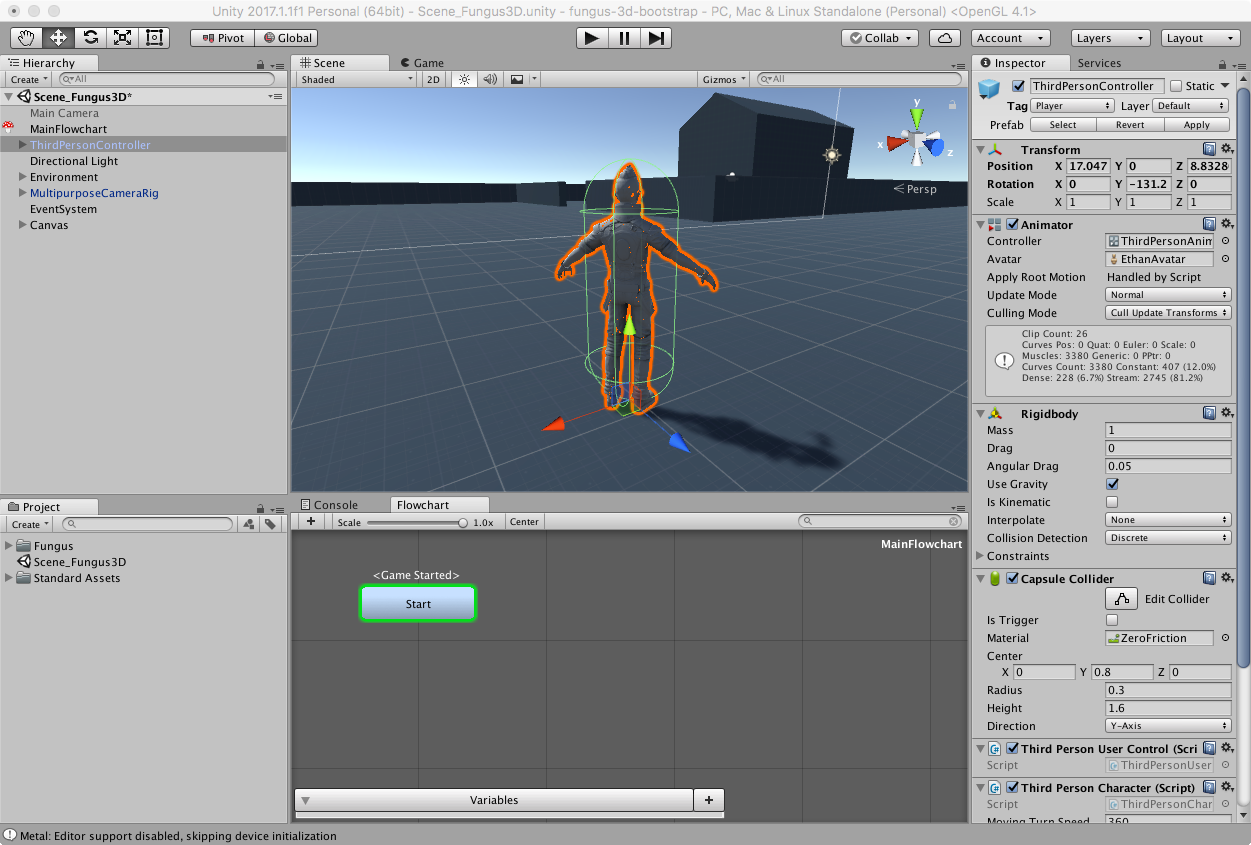 Unity 2017.1.1f1 Personal (64bit) - Scene_Fungus3D.unity - fungus-3d-bootstrap - PC, Mac & Linux Standalone (Personal) <OpenGL 4.1>
Pivot Global Collab Account Layers Layout
Hierarchy
Create All
Scene_Fungus3D*
Main Camera
MainFlowchart
ThirdPersonController
Directional Light
Environment
MultipurposeCameraRig
EventSystem
Canvas
Scene Game
Shaded 2D Gizmos All
y
x
z
Persp
Project
Create
Fungus
Scene_Fungus3D
Standard Assets
Console Flowchart
+ Scale 1.0x Center
MainFlowchart
<Game Started>
Start
Variables +
Inspector Services
ThirdPersonController Static
Tag Player Layer Default
Prefab Select Revert Apply
Transform
Position X 17.047 Y 0 Z 8.8328
Rotation X 0 Y -131.2 Z 0
Scale X 1 Y 1 Z 1
Animator
Controller ThirdPersonAnim
Avatar EthanAvatar
Apply Root Motion Handled by Script
Update Mode Normal
Culling Mode Cull Update Transforms
Clip Count: 26
Curves Pos: 0 Quat: 0 Euler: 0 Scale: 0
Muscles: 3380 Generic: 0 PPtr: 0
Curves Count: 3380 Constant: 407 (12.0%)
Dense: 228 (6.7%) Stream: 2745 (81.2%)
Rigidbody
Mass 1
Drag 0
Angular Drag 0.05
Use Gravity
Is Kinematic
Interpolate None
Collision Detection Discrete
Constraints
Capsule Collider
Edit Collider
Is Trigger
Material ZeroFriction
Center
X 0 Y 0.8 Z 0
Radius 0.3
Height 1.6
Direction Y-Axis
Third Person User Control (Scri
Script ThirdPersonUser
Third Person Character (Script)
Script ThirdPersonChar
Moving Turn Speed 360
Metal: Editor support disabled, skipping device initialization